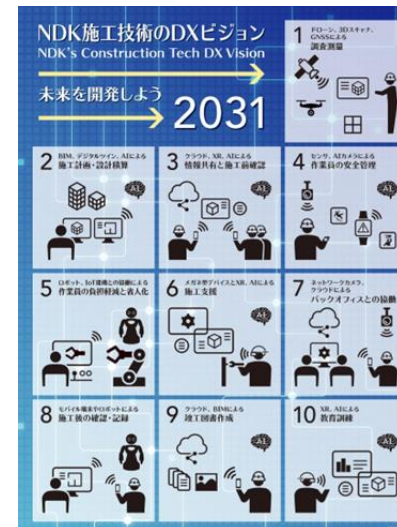 NDK施工技術のDXビジョン
NDK's Construction Tech DX Vision
未来を開発しよう
2031
1
ドローン、3Dスキャナ、
GNSSによる
調査測量
2
BIM、デジタルツイン、AIによる
施工計画・設計積算
AI
3
クラウド、XR、AIによる
情報共有と施工前確認
AI
4
センサ、AIカメラによる
作業員の安全管理
AI
5
ロボット、IoT建機との協働による
作業員の負担軽減と省人化
6
メガネ型デバイスとXR、AIによる
施工支援
AI
7
ネットワークカメラ、
クラウドによる
バックオフィスとの協働
8
モバイル端末やロボットによる
施工後の確認・記録
9
クラウド、BIMによる
竣工図書作成
10
XR、AIによる
教育訓練
AI